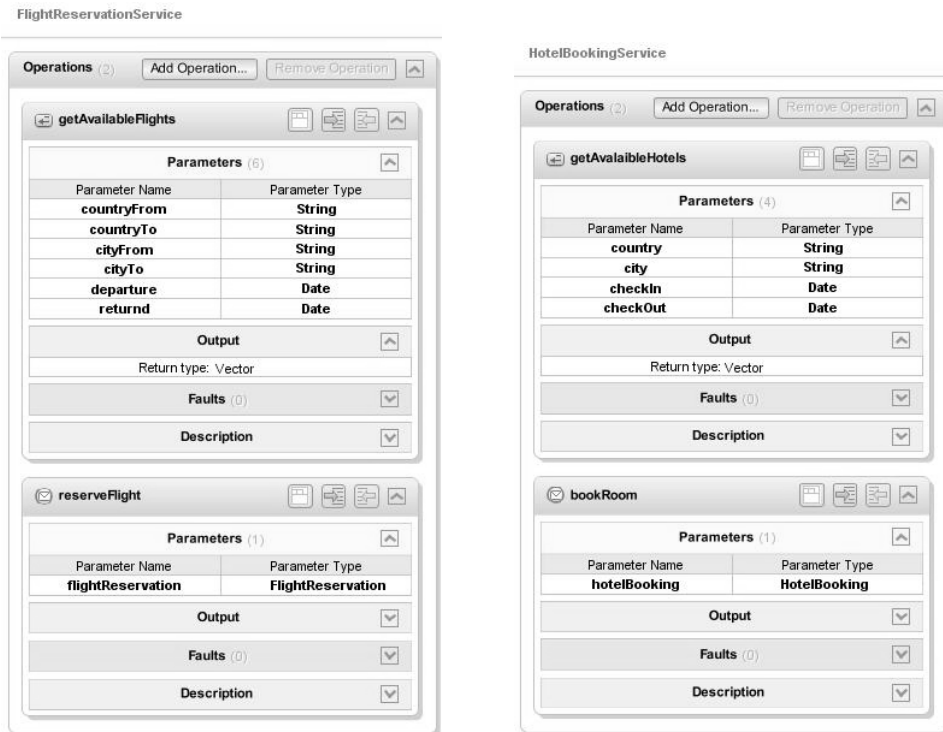 FlightReservationService
Operations (2) Add Operation... Remove Operation
getAvailableFlights
Parameters (6)
Parameter Name Parameter Type
countryFrom String
countryTo String
cityFrom String
cityTo String
departure Date
returnd Date
Output
Return type: Vector
Faults (0)
Description
reserveFlight
Parameters (1)
Parameter Name Parameter Type
flightReservation FlightReservation
Output
Faults (0)
Description
HotelBookingService
Operations (2) Add Operation... Remove Operation
getAvalaibleHotels
Parameters (4)
Parameter Name Parameter Type
country String
city String
checkIn Date
checkOut Date
Output
Return type: Vector
Faults (0)
Description
bookRoom
Parameters (1)
Parameter Name Parameter Type
hotelBooking HotelBooking
Output
Faults (0)
Description